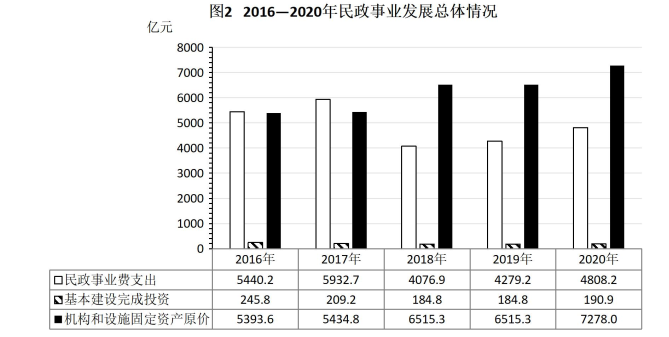 图2 2016—2020年民政事业发展总体情况
亿元
8000
7000
6000
5000
4000
3000
2000
1000
0
2016年 2017年 2018年 2019年 2020年
民政事业费支出 5440.2 5932.7 4076.9 4279.2 4808.2
基本建设完成投资 245.8 209.2 184.8 184.8 190.9
机构和设施固定资产原价 5393.6 5434.8 6515.3 6515.3 7278.0